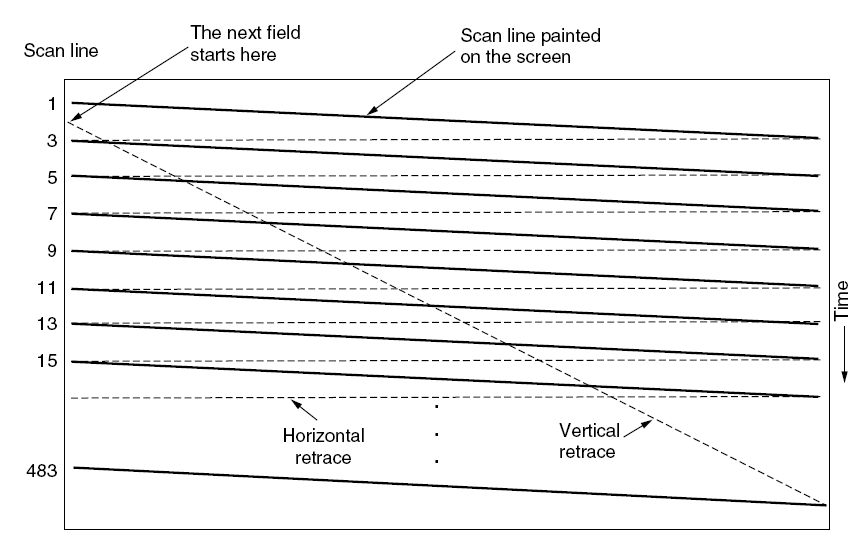 The next field
starts here
Scan line
Scan line painted
on the screen
1
3
5
7
9
11
13
15
483
Time
Horizontal
retrace
Vertical
retrace